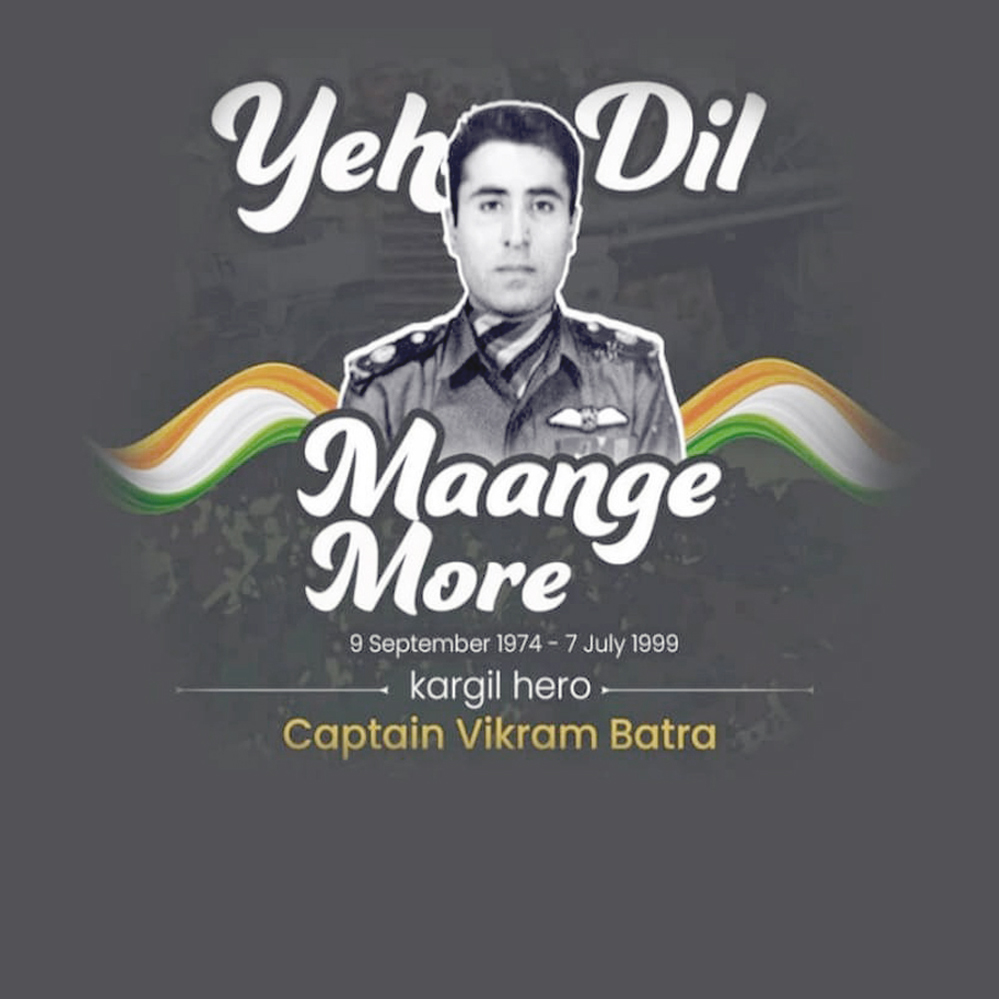 Yeh Dil
Maange
More
9 September 1974 - 7 July 1999
kargil hero
Captain Vikram Batra